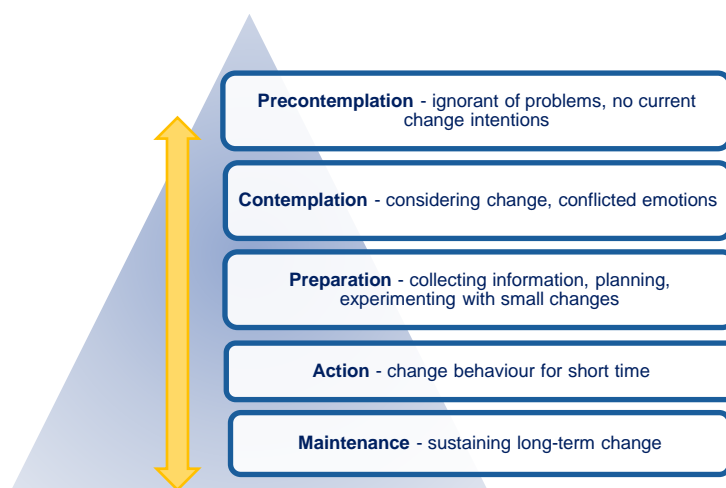 Precontemplation - ignorant of problems, no current
change intentions
Contemplation - considering change, conflicted emotions
Preparation - collecting information, planning,
experimenting with small changes
Action - change behaviour for short time
Maintenance - sustaining long-term change